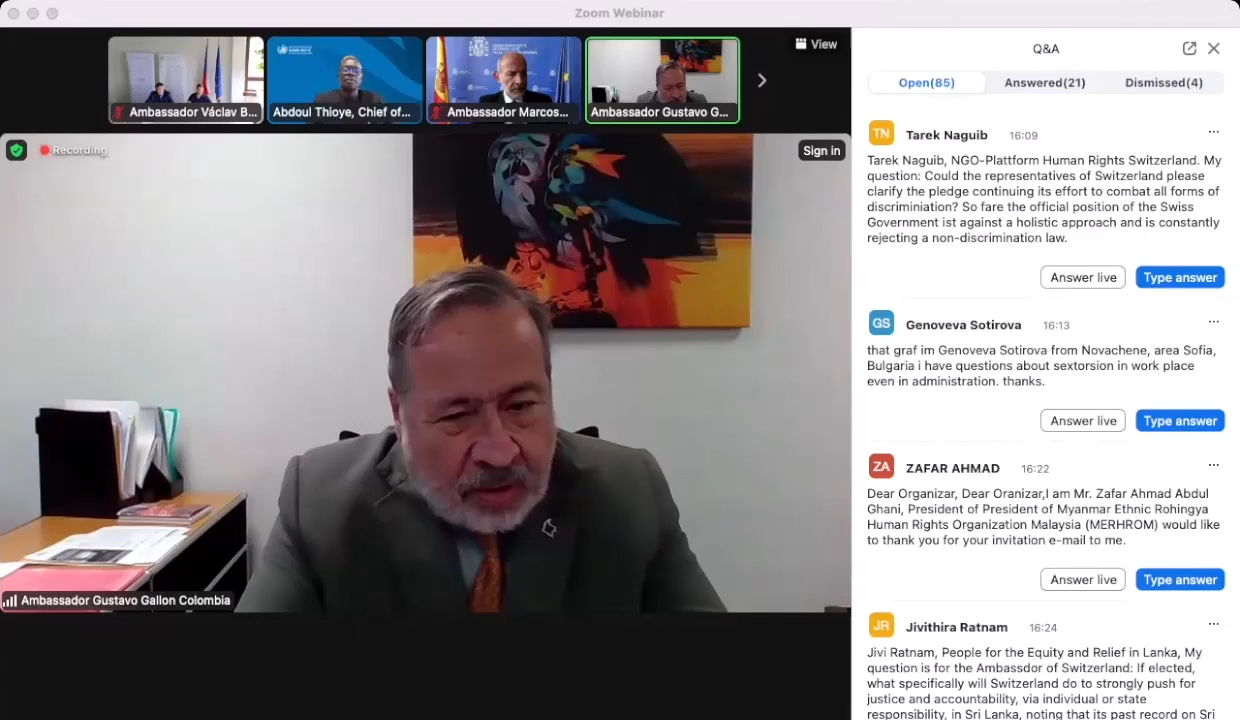 Zoom Webinar
View
Ambassador Václav B...
Abdoul Thioye, Chief of...
Ambassador Marcos...
Ambassador Gustavo G...
Recording
Sign in
Ambassador Gustavo Gallon Colombia
Q&A
Open(85)
Answered(21)
Dismissed(4)
TN
Tarek Naguib 16:09
Tarek Naguib, NGO-Plattform Human Rights Switzerland. My
question: Could the representatives of Switzerland please
clarify the pledge continuing its effort to combat all forms of
discriminiation? So fare the official position of the Swiss
Government ist against a holistic approach and is constantly
rejecting a non-discrimination law.
Answer live
Type answer
GS
Genoveva Sotirova 16:13
that graf im Genoveva Sotirova from Novachene, area Sofia,
Bulgaria i have questions about sextorsion in work place
even in administration. thanks.
Answer live
Type answer
ZA
ZAFAR AHMAD 16:22
Dear Organizar, Dear Oranizar,I am Mr. Zafar Ahmad Abdul
Ghani, President of President of Myanmar Ethnic Rohingya
Human Rights Organization Malaysia (MERHROM) would like
to thank you for your invitation e-mail to me.
Answer live
Type answer
JR
Jivithira Ratnam 16:24
Jivi Ratnam, People for the Equity and Relief in Lanka, My
question is for the Ambassdor of Switzerland: If elected,
what specifically will Switzerland do to strongly push for
justice and accountability, via individual or state
responsibility, in Sri Lanka, noting that its past record on Sri